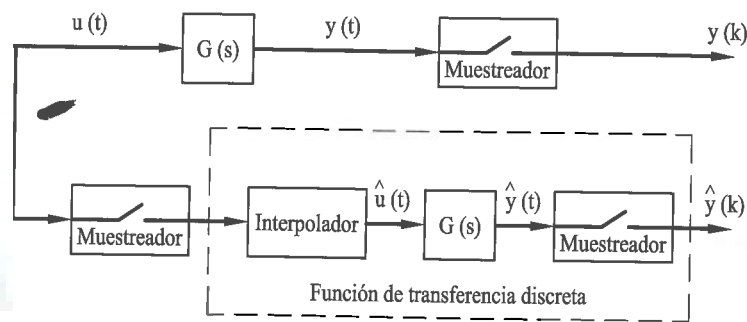 u (t)
G (s)
y (t)
Muestreador
y (k)
Muestreador
Interpolador
û (t)
G (s)
ŷ (t)
Muestreador
ŷ (k)
Función de transferencia discreta